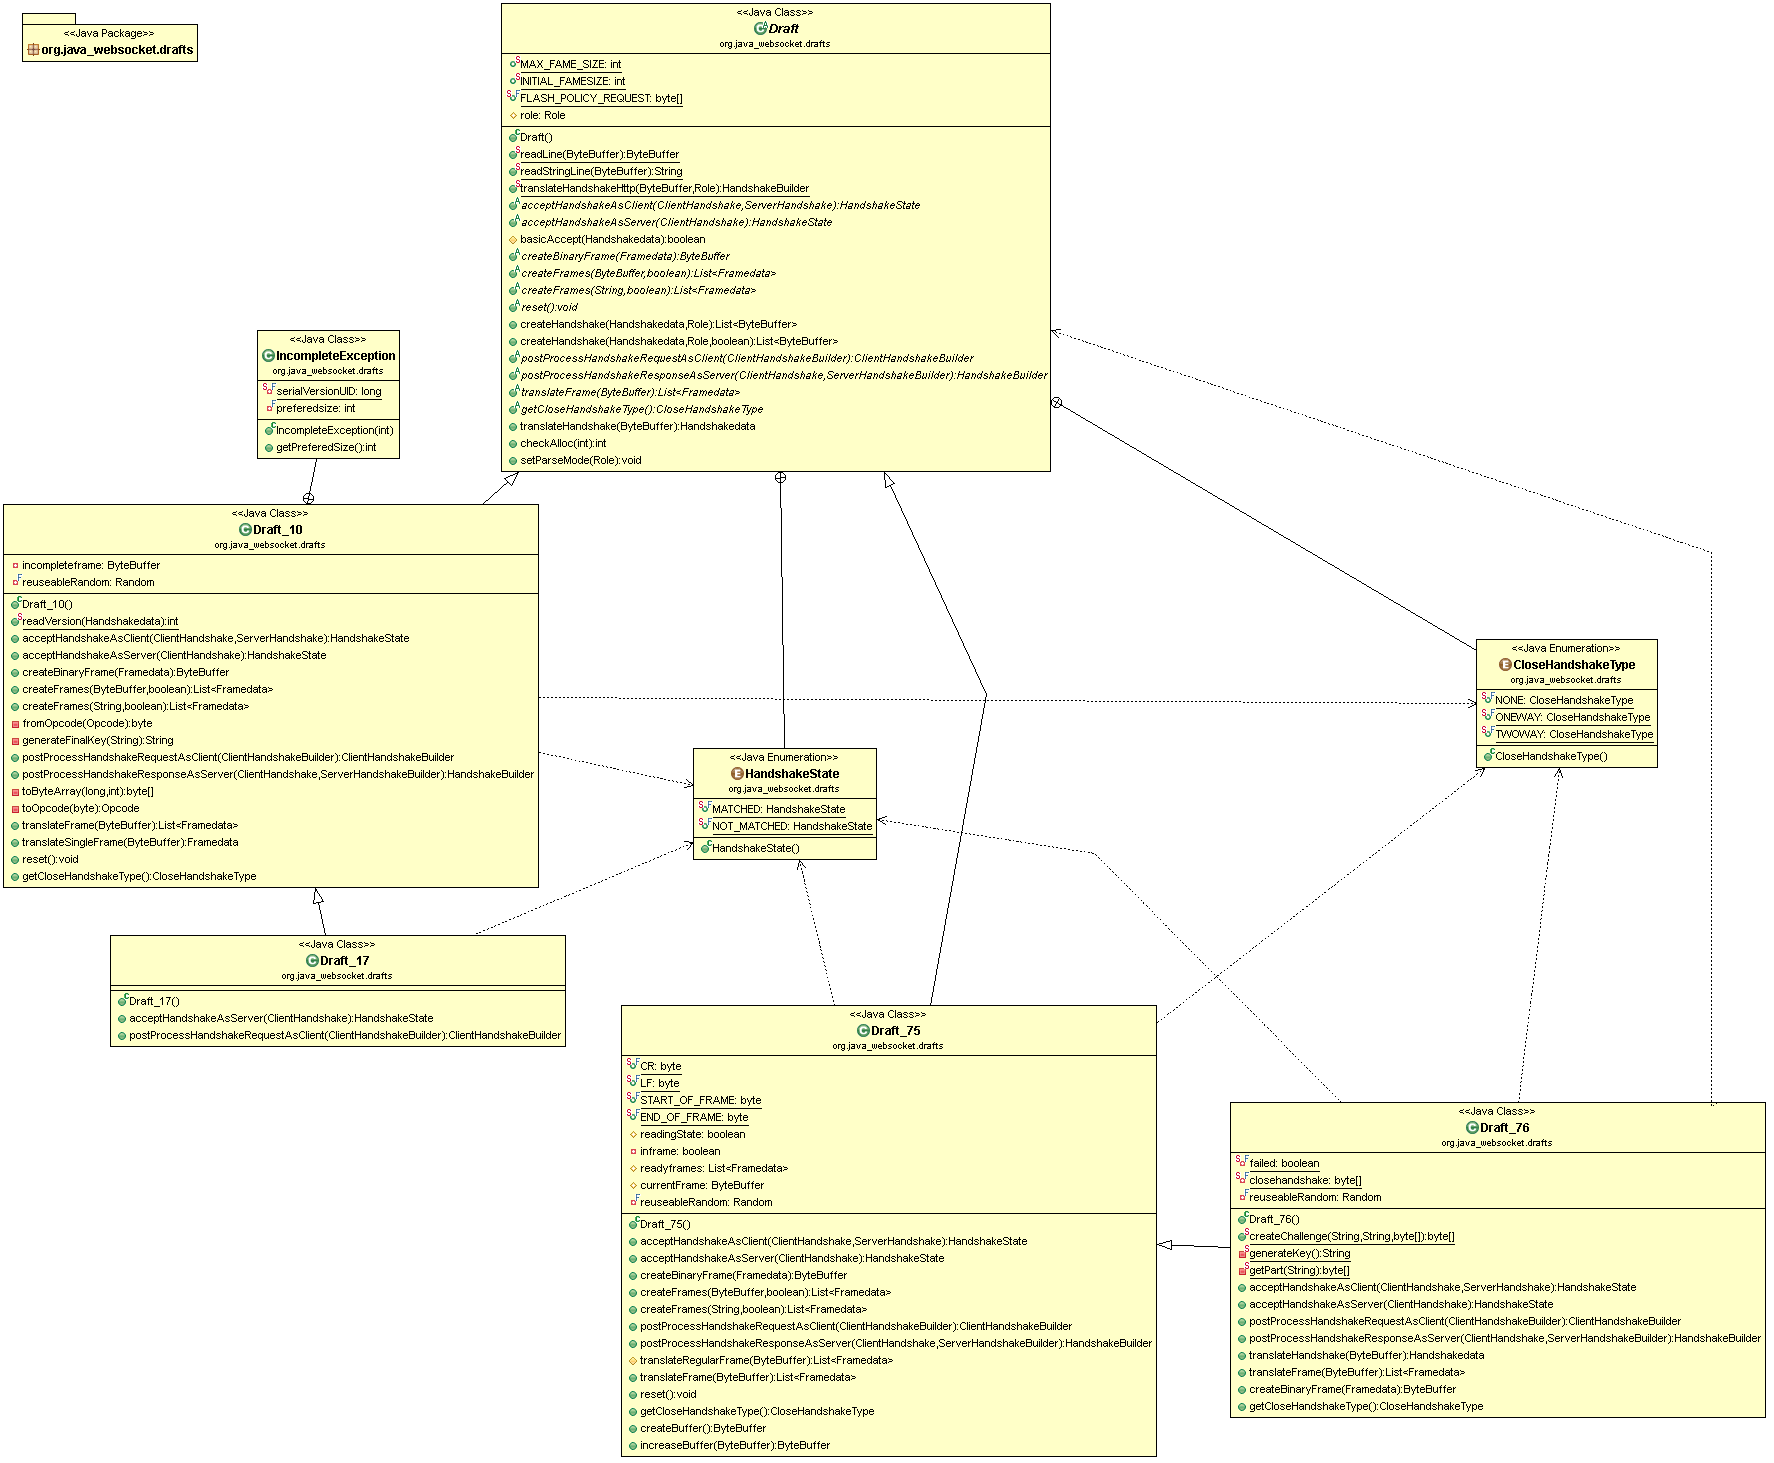 <<Java Package>>
org.java_websocket.drafts
<<Java Class>>
Draft
org.java_websocket.drafts
MAX_FAME_SIZE: int
INITIAL_FAMESIZE: int
FLASH_POLICY_REQUEST: byte[]
role: Role
Draft()
readLine(ByteBuffer):ByteBuffer
readStringLine(ByteBuffer):String
translateHandshakeHttp(ByteBuffer,Role):HandshakeBuilder
acceptHandshakeAsClient(ClientHandshake,ServerHandshake):HandshakeState
acceptHandshakeAsServer(ClientHandshake):HandshakeState
basicAccept(Handshakedata):boolean
createBinaryFrame(Framedata):ByteBuffer
createFrames(ByteBuffer,boolean):List<Framedata>
createFrames(String,boolean):List<Framedata>
reset():void
createHandshake(Handshakedata,Role):List<ByteBuffer>
createHandshake(Handshakedata,Role,boolean):List<ByteBuffer>
postProcessHandshakeRequestAsClient(ClientHandshakeBuilder):ClientHandshakeBuilder
postProcessHandshakeResponseAsServer(ClientHandshake,ServerHandshakeBuilder):HandshakeBuilder
translateFrame(ByteBuffer):List<Framedata>
getCloseHandshakeType():CloseHandshakeType
translateHandshake(ByteBuffer):Handshakedata
checkAlloc(int):int
setParseMode(Role):void
<<Java Class>>
IncompleteException
org.java_websocket.drafts
serialVersionUID: long
preferedsize: int
IncompleteException(int)
getPreferedSize():int
<<Java Class>>
Draft_10
org.java_websocket.drafts
incompleteframe: ByteBuffer
reuseableRandom: Random
Draft_10()
readVersion(Handshakedata):int
acceptHandshakeAsClient(ClientHandshake,ServerHandshake):HandshakeState
acceptHandshakeAsServer(ClientHandshake):HandshakeState
createBinaryFrame(Framedata):ByteBuffer
createFrames(ByteBuffer,boolean):List<Framedata>
createFrames(String,boolean):List<Framedata>
fromOpcode(Opcode):byte
generateFinalKey(String):String
postProcessHandshakeRequestAsClient(ClientHandshakeBuilder):ClientHandshakeBuilder
postProcessHandshakeResponseAsServer(ClientHandshake,ServerHandshakeBuilder):HandshakeBuilder
toByteArray(long,int):byte[]
toOpcode(byte):Opcode
translateFrame(ByteBuffer):List<Framedata>
translateSingleFrame(ByteBuffer):Framedata
reset():void
getCloseHandshakeType():CloseHandshakeType
<<Java Enumeration>>
CloseHandshakeType
org.java_websocket.drafts
NONE: CloseHandshakeType
ONEWAY: CloseHandshakeType
TWOWAY: CloseHandshakeType
CloseHandshakeType()
<<Java Enumeration>>
HandshakeState
org.java_websocket.drafts
MATCHED: HandshakeState
NOT_MATCHED: HandshakeState
HandshakeState()
<<Java Class>>
Draft_17
org.java_websocket.drafts
Draft_17()
acceptHandshakeAsServer(ClientHandshake):HandshakeState
postProcessHandshakeRequestAsClient(ClientHandshakeBuilder):ClientHandshakeBuilder
<<Java Class>>
Draft_75
org.java_websocket.drafts
CR: byte
LF: byte
START_OF_FRAME: byte
END_OF_FRAME: byte
readingState: boolean
inframe: boolean
readyframes: List<Framedata>
currentFrame: ByteBuffer
reuseableRandom: Random
Draft_75()
acceptHandshakeAsClient(ClientHandshake,ServerHandshake):HandshakeState
acceptHandshakeAsServer(ClientHandshake):HandshakeState
createBinaryFrame(Framedata):ByteBuffer
createFrames(ByteBuffer,boolean):List<Framedata>
createFrames(String,boolean):List<Framedata>
postProcessHandshakeRequestAsClient(ClientHandshakeBuilder):ClientHandshakeBuilder
postProcessHandshakeResponseAsServer(ClientHandshake,ServerHandshakeBuilder):HandshakeBuilder
translateRegularFrame(ByteBuffer):List<Framedata>
translateFrame(ByteBuffer):List<Framedata>
reset():void
getCloseHandshakeType():CloseHandshakeType
createBuffer():ByteBuffer
increaseBuffer(ByteBuffer):ByteBuffer
<<Java Class>>
Draft_76
org.java_websocket.drafts
failed: boolean
closehandshake: byte[]
reuseableRandom: Random
Draft_76()
createChallenge(String,String,byte[]):byte[]
generateKey():String
getPart(String):byte[]
acceptHandshakeAsClient(ClientHandshake,ServerHandshake):HandshakeState
acceptHandshakeAsServer(ClientHandshake):HandshakeState
postProcessHandshakeRequestAsClient(ClientHandshakeBuilder):ClientHandshakeBuilder
postProcessHandshakeResponseAsServer(ClientHandshake,ServerHandshakeBuilder):HandshakeBuilder
translateHandshake(ByteBuffer):Handshakedata
translateFrame(ByteBuffer):List<Framedata>
createBinaryFrame(Framedata):ByteBuffer
getCloseHandshakeType():CloseHandshakeType